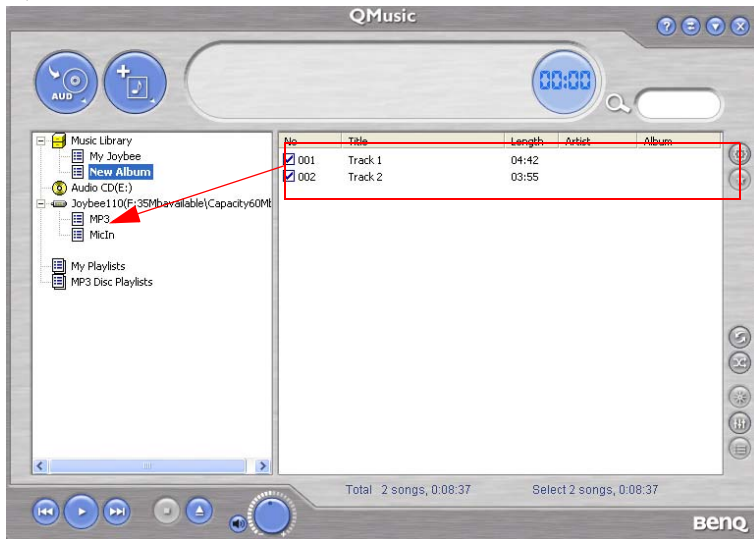 QMusic
AUD
00:00
Music Library
My Joybee
New Album
Audio CD(E:)
Joybee110(F:35Mbavailable\Capacity60Mb
MP3
MicIn
My Playlists
MP3 Disc Playlists
No Title Length Artist Album
001 Track 1 04:42
002 Track 2 03:55
Total 2 songs, 0:08:37 Select 2 songs, 0:08:37
BenQ